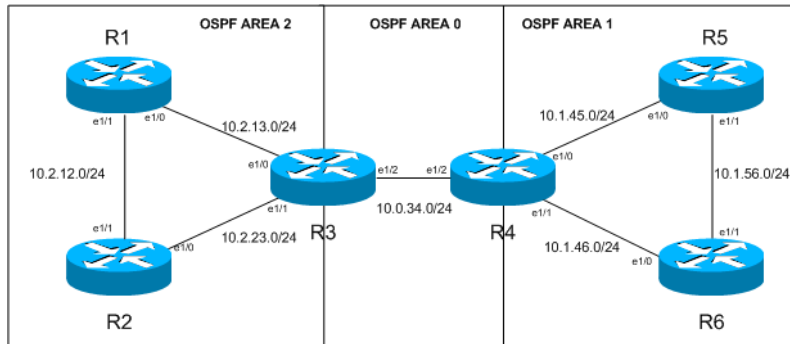 OSPF AREA 2
OSPF AREA 0
OSPF AREA 1
R1
R5
e1/1
e1/0
10.2.13.0/24
10.1.45.0/24
e1/0
e1/1
10.2.12.0/24
e1/0
e1/2
e1/2
e1/0
10.1.56.0/24
e1/1
10.0.34.0/24
e1/1
R3
R4
e1/1
e1/0
10.2.23.0/24
10.1.46.0/24
e1/0
e1/1
R2
R6